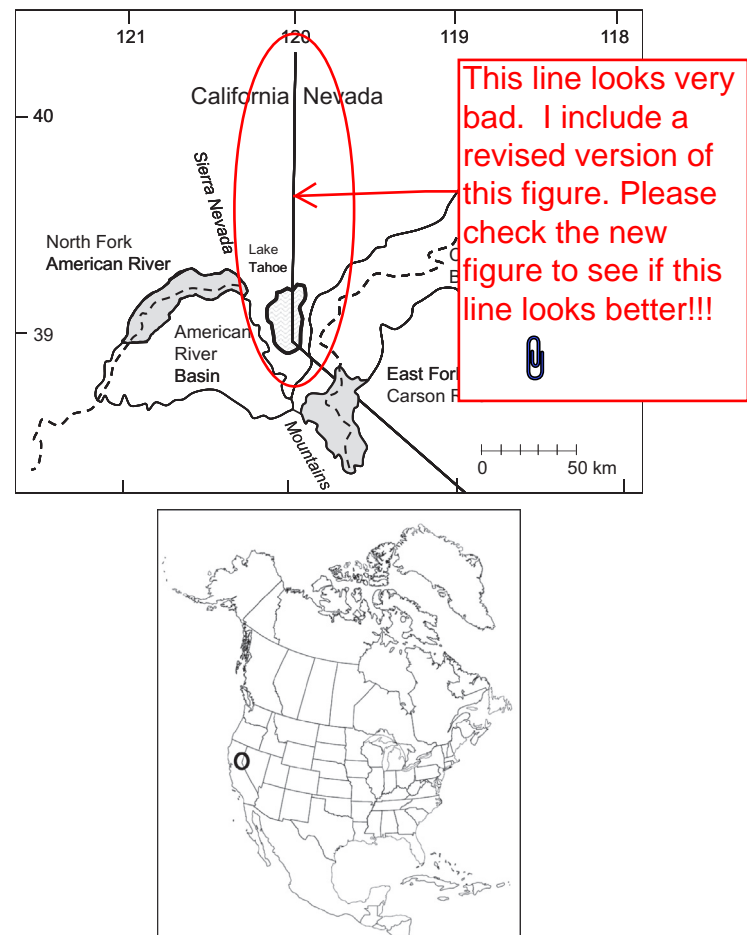 121 120 119 118
California Nevada
40
Sierra Nevada
North Fork
American River
Lake
Tahoe
39
American
River
Basin
East Fork
Carson
Mountains
0 50 km
This line looks very
bad. I include a
revised version of
this figure. Please
check the new
figure to see if this
line looks better!!!